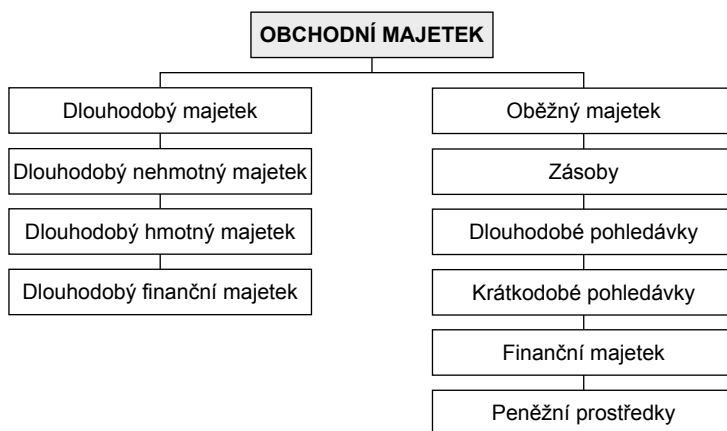 OBCHODNÍ MAJETEK
Dlouhodobý majetek
Dlouhodobý nehmotný majetek
Dlouhodobý hmotný majetek
Dlouhodobý finanční majetek
Oběžný majetek
Zásoby
Dlouhodobé pohledávky
Krátkodobé pohledávky
Finanční majetek
Peněžní prostředky